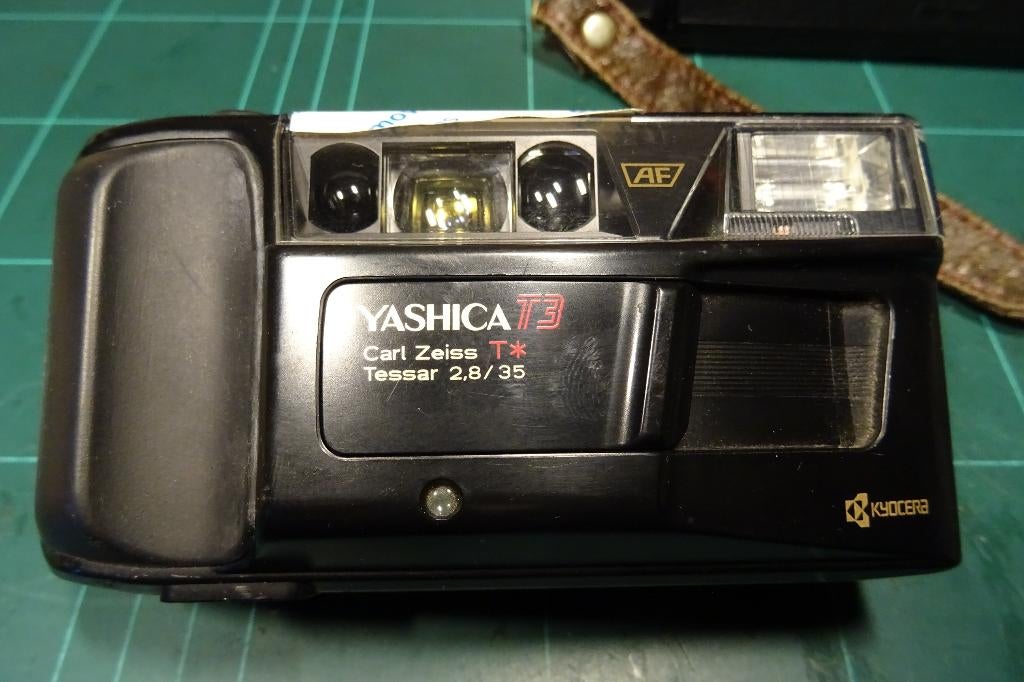 AF
YASHICA T3
Carl Zeiss T*
Tessar 2,8/35
KYOCERA